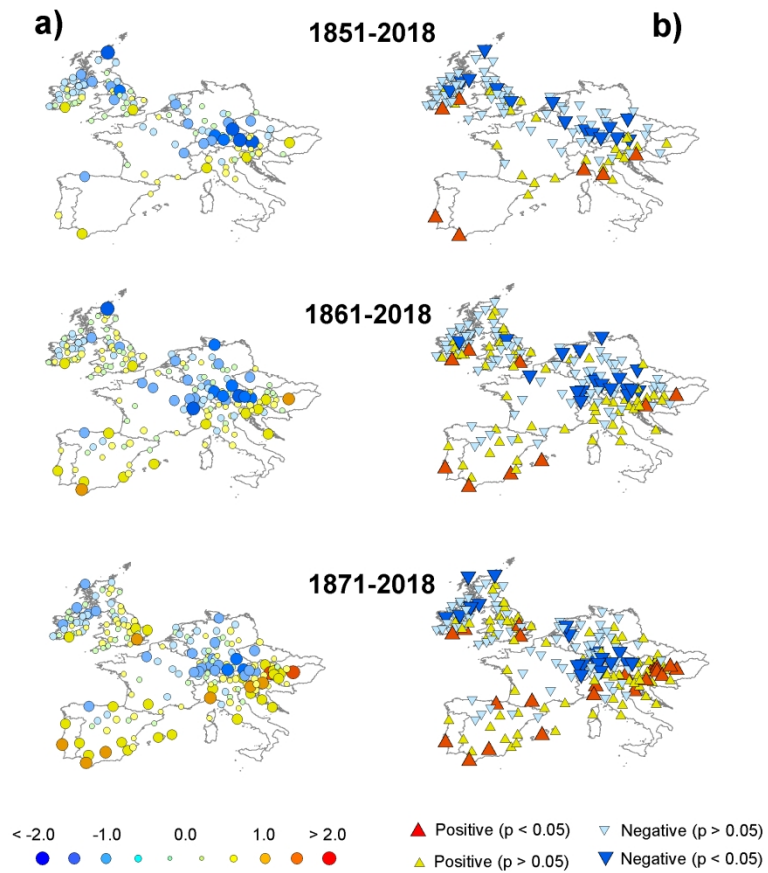 a) 1851-2018 b)
1861-2018
1871-2018
< -2.0 -1.0 0.0 1.0 > 2.0
Positive (p < 0.05) Negative (p > 0.05)
Positive (p > 0.05) Negative (p < 0.05)